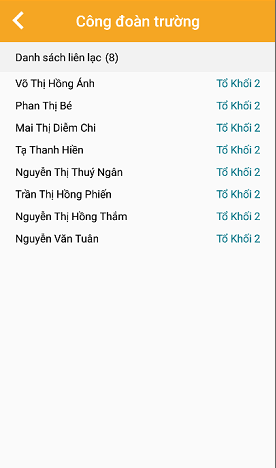 Công đoàn trường
Danh sách liên lạc (8)
Võ Thị Hồng Ánh Tổ Khối 2
Phan Thị Bé Tổ Khối 2
Mai Thị Diễm Chi Tổ Khối 2
Tạ Thanh Hiền Tổ Khối 2
Nguyễn Thị Thuý Ngân Tổ Khối 2
Trần Thị Hồng Phiến Tổ Khối 2
Nguyễn Thị Hồng Thắm Tổ Khối 2
Nguyễn Văn Tuân Tổ Khối 2